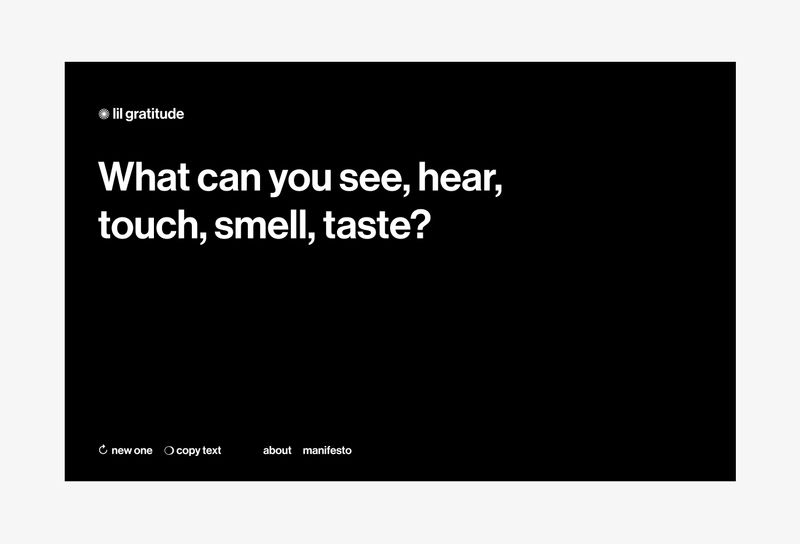 lil gratitude
What can you see, hear,
touch, smell, taste?
new one copy text about manifesto